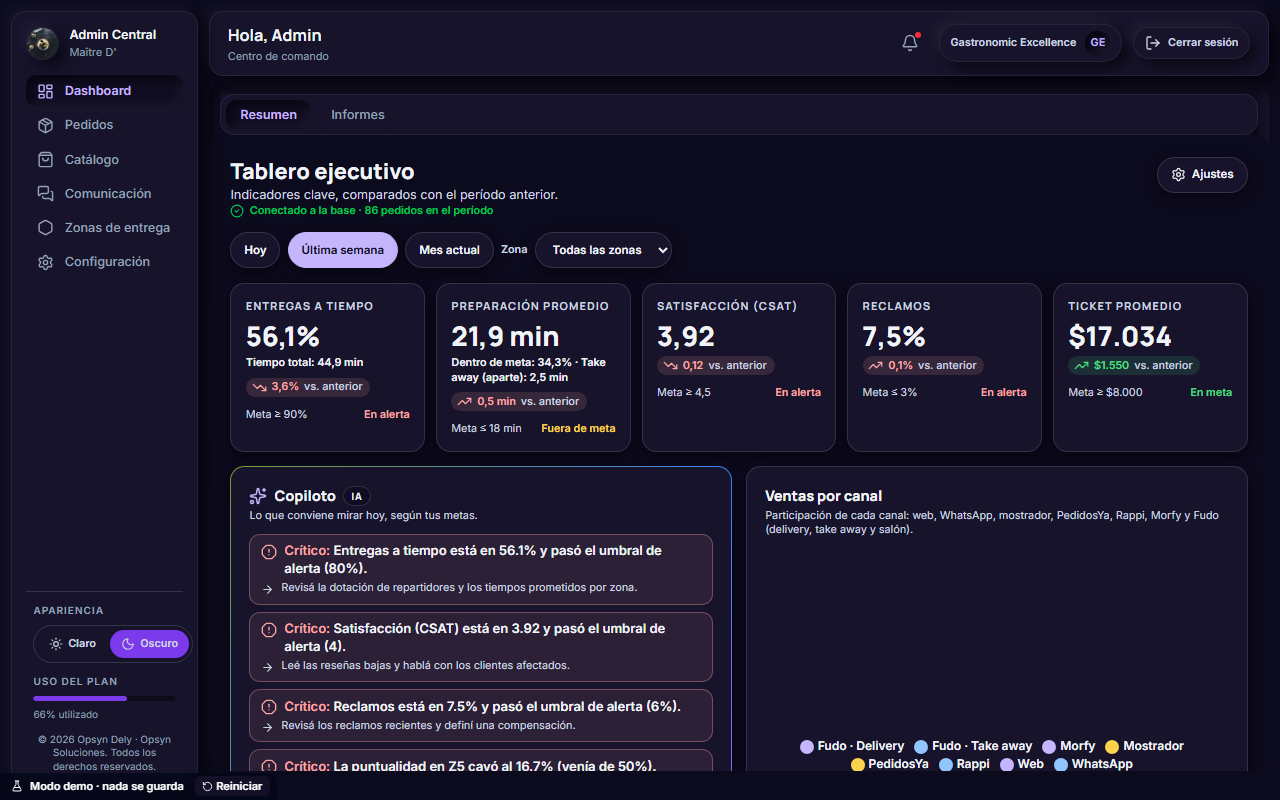 Admin Central
Maître D'
Dashboard
Pedidos
Catálogo
Comunicación
Zonas de entrega
Configuración
APARIENCIA
Claro
Oscuro
USO DEL PLAN
66% utilizado
© 2026 Opsyn Dely · Opsyn
Soluciones. Todos los
derechos reservados.
Hola, Admin
Centro de comando
Gastronomic Excellence GE
Cerrar sesión
Resumen
Informes
Tablero ejecutivo
Indicadores clave, comparados con el período anterior.
Conectado a la base · 86 pedidos en el período
Ajustes
Hoy
Última semana
Mes actual
Zona
Todas las zonas
ENTREGAS A TIEMPO
56,1%
Tiempo total: 44,9 min
3,6% vs. anterior
Meta ≥ 90%
En alerta
PREPARACIÓN PROMEDIO
21,9 min
Dentro de meta: 34,3% · Take
away (aparte): 2,5 min
0,5 min vs. anterior
Meta ≤ 18 min
Fuera de meta
SATISFACCIÓN (CSAT)
3,92
0,12 vs. anterior
Meta ≥ 4,5
En alerta
RECLAMOS
7,5%
0,1% vs. anterior
Meta ≤ 3%
En alerta
TICKET PROMEDIO
$17.034
$1.550 vs. anterior
Meta ≥ $8.000
En meta
Copiloto IA
Lo que conviene mirar hoy, según tus metas.
Crítico: Entregas a tiempo está en 56.1% y pasó el umbral de
alerta (80%).
Revisá la dotación de repartidores y los tiempos prometidos por zona.
Crítico: Satisfacción (CSAT) está en 3.92 y pasó el umbral de
alerta (4).
Leé las reseñas bajas y hablá con los clientes afectados.
Crítico: Reclamos está en 7.5% y pasó el umbral de alerta (6%).
Revisá los reclamos recientes y definí una compensación.
Crítico: La puntualidad en Z5 cayó al 16.7% (venía de 50%).
Ventas por canal
Participación de cada canal: web, WhatsApp, mostrador, PedidosYa, Rappi, Morfy y Fudo
(delivery, take away y salón).
Fudo · Delivery
Fudo · Take away
Morfy
Mostrador
PedidosYa
Rappi
Web
WhatsApp
Modo demo · nada se guarda
Reiniciar